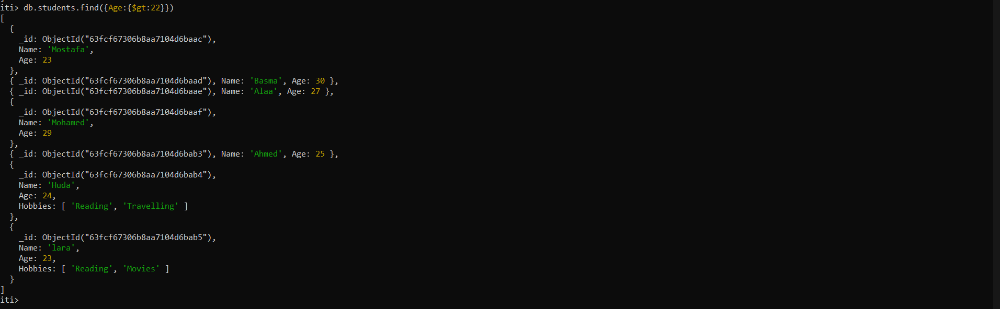 ]
iti> db.students.find({Age:{$gt:22}})
[
  {
    _id: ObjectId("63fcf67306b8aa7104d6baac"),
    Name: 'Mostafa',
    Age: 23
  },
  { _id: ObjectId("63fcf67306b8aa7104d6baad"), Name: 'Basma', Age: 30 },
  { _id: ObjectId("63fcf67306b8aa7104d6baae"), Name: 'Alaa', Age: 27 },
  {
    _id: ObjectId("63fcf67306b8aa7104d6baaf"),
    Name: 'Mohamed',
    Age: 29
  },
  { _id: ObjectId("63fcf67306b8aa7104d6bab3"), Name: 'Ahmed', Age: 25 },
  {
    _id: ObjectId("63fcf67306b8aa7104d6bab4"),
    Name: 'Huda',
    Age: 24,
    Hobbies: [ 'Reading', 'Travelling' ]
  },
  {
    _id: ObjectId("63fcf67306b8aa7104d6bab5"),
    Name: 'lara',
    Age: 23,
    Hobbies: [ 'Reading', 'Movies' ]
  }
]
iti>